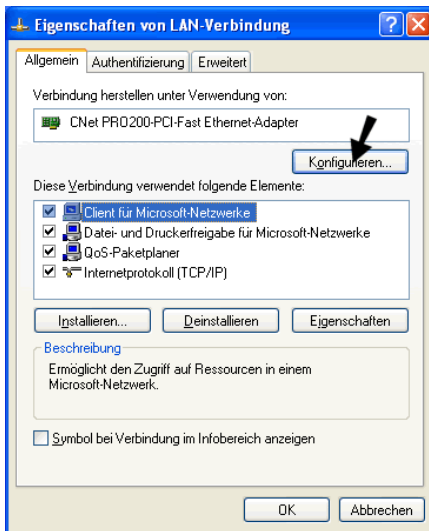 Eigenschaften von LAN-Verbindung
Allgemein Authentifizierung Erweitert
Verbindung herstellen unter Verwendung von:
CNet PRO200-PCI-Fast Ethernet-Adapter
Konfigurieren...
Diese Verbindung verwendet folgende Elemente:
Client für Microsoft-Netzwerke
Datei- und Druckerfreigabe für Microsoft-Netzwerke
QoS-Paketplaner
Internetprotokoll (TCP/IP)
Installieren... Deinstallieren Eigenschaften
Beschreibung
Ermöglicht den Zugriff auf Ressourcen in einem
Microsoft-Netzwerk.
Symbol bei Verbindung im Infobereich anzeigen
OK Abbrechen